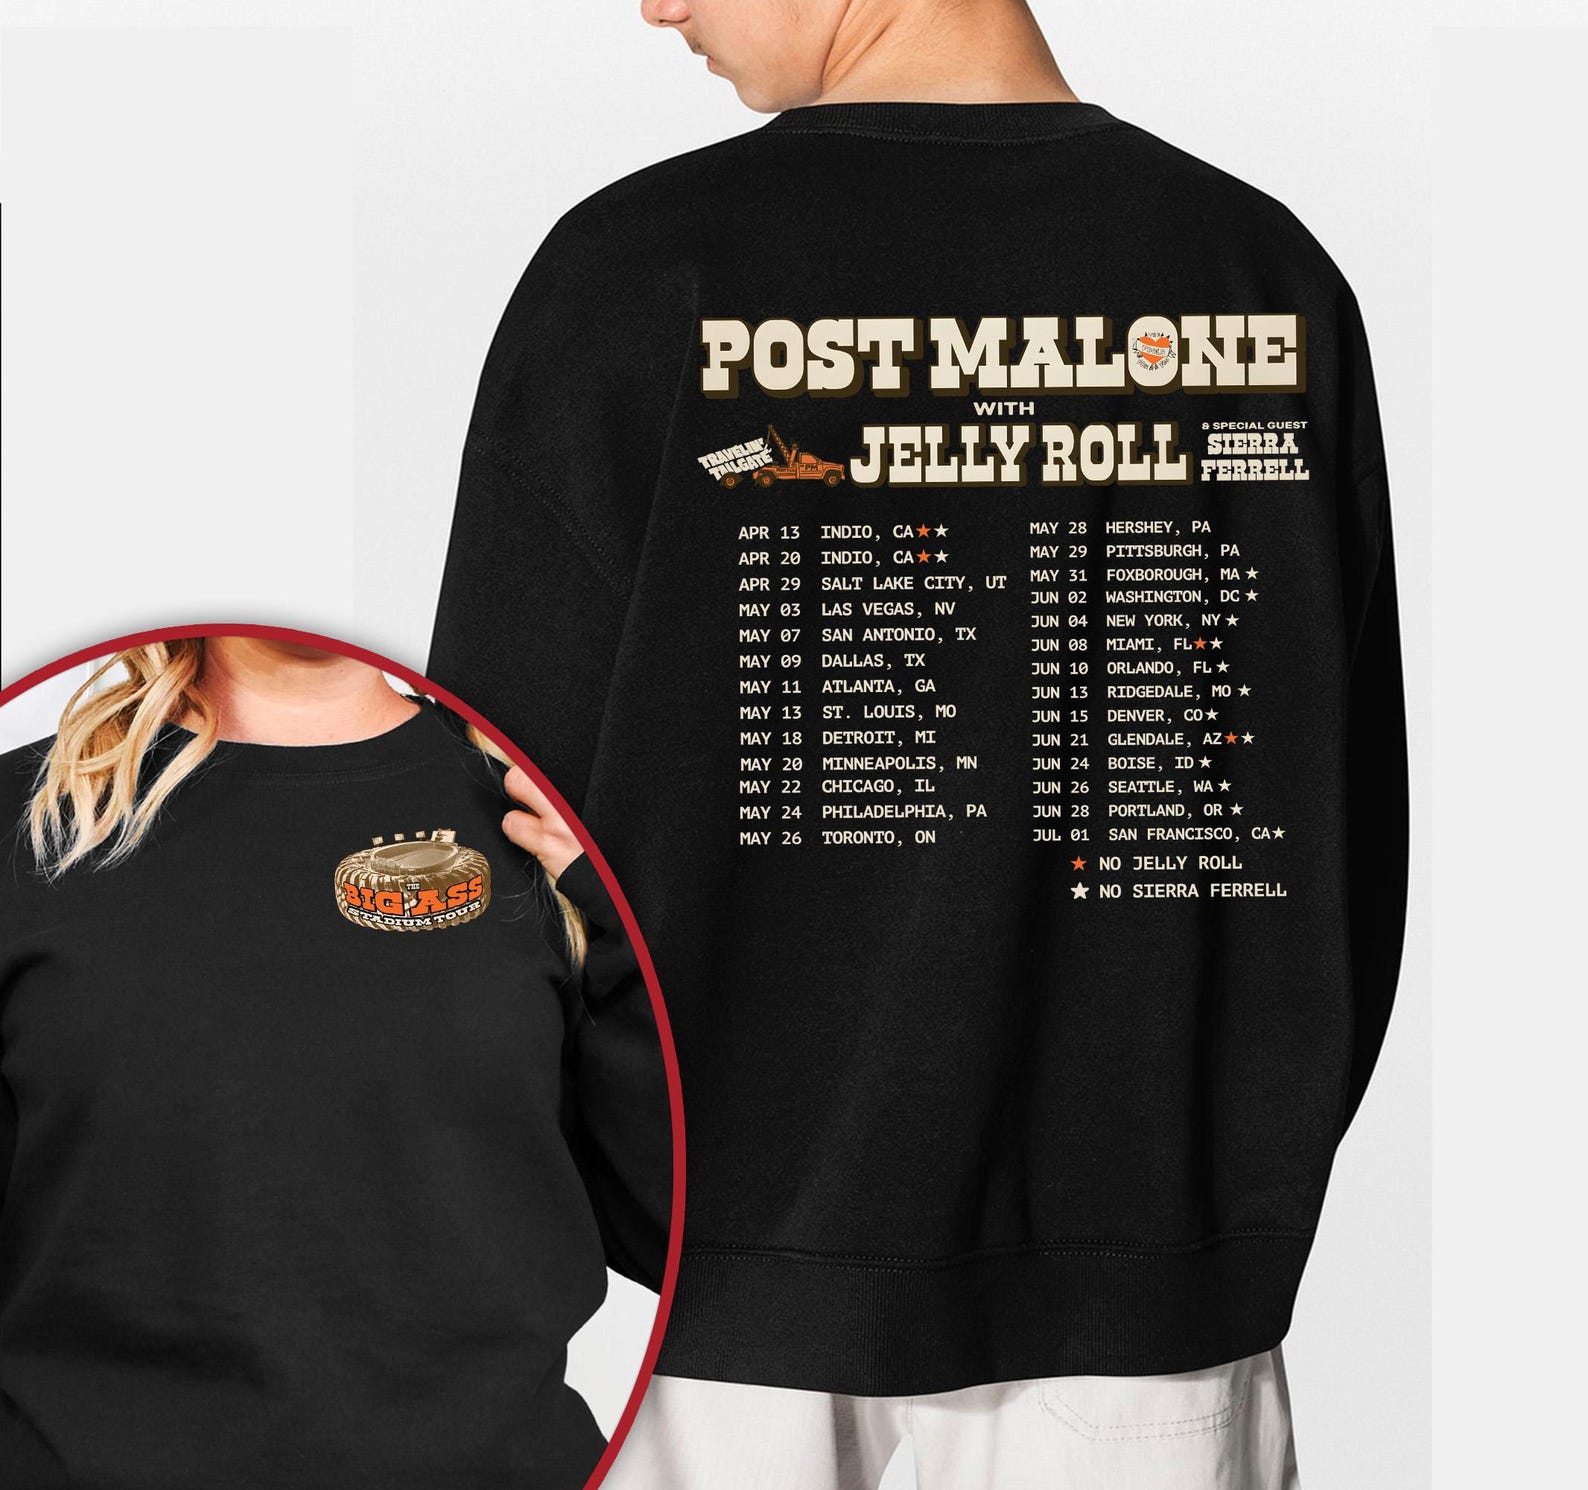 POST MALONE
WITH
TRAVELIN'
TAILGATE
PM
JELLY ROLL
& SPECIAL GUEST
SIERRA
FERRELL
APR 13 INDIO, CA★★
APR 20 INDIO, CA★★
APR 29 SALT LAKE CITY, UT
MAY 03 LAS VEGAS, NV
MAY 07 SAN ANTONIO, TX
MAY 09 DALLAS, TX
MAY 11 ATLANTA, GA
MAY 13 ST. LOUIS, MO
MAY 18 DETROIT, MI
MAY 20 MINNEAPOLIS, MN
MAY 22 CHICAGO, IL
MAY 24 PHILADELPHIA, PA
MAY 26 TORONTO, ON
MAY 28 HERSHEY, PA
MAY 29 PITTSBURGH, PA
MAY 31 FOXBOROUGH, MA ★
JUN 02 WASHINGTON, DC ★
JUN 04 NEW YORK, NY ★
JUN 08 MIAMI, FL★★
JUN 10 ORLANDO, FL ★
JUN 13 RIDGEDALE, MO ★
JUN 15 DENVER, CO★
JUN 21 GLENDALE, AZ★★
JUN 24 BOISE, ID ★
JUN 26 SEATTLE, WA ★
JUN 28 PORTLAND, OR ★
JUL 01 SAN FRANCISCO, CA★
★ NO JELLY ROLL
★ NO SIERRA FERRELL
THE
BIG ASS
STADIUM TOUR